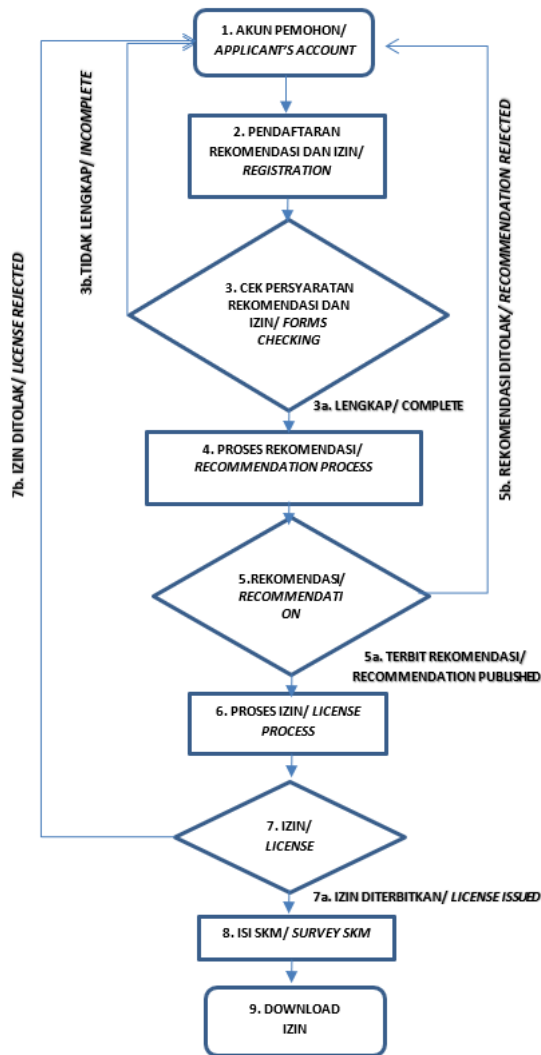 1. AKUN PEMOHON/
APPLICANT'S ACCOUNT
2. PENDAFTARAN
REKOMENDASI DAN IZIN/
REGISTRATION
3. CEK PERSYARATAN
REKOMENDASI DAN
IZIN/ FORMS
CHECKING
3b.TIDAK LENGKAP/ INCOMPLETE
3a. LENGKAP/ COMPLETE
4. PROSES REKOMENDASI/
RECOMMENDATION PROCESS
5.REKOMENDASI/
RECOMMENDATI
ON
5b. REKOMENDASI DITOLAK/ RECOMMENDATION REJECTED
5a. TERBIT REKOMENDASI/
RECOMMENDATION PUBLISHED
6. PROSES IZIN/ LICENSE
PROCESS
7. IZIN/
LICENSE
7b. IZIN DITOLAK/ LICENSE REJECTED
7a. IZIN DITERBITKAN/ LICENSE ISSUED
8. ISI SKM/ SURVEY SKM
9. DOWNLOAD
IZIN